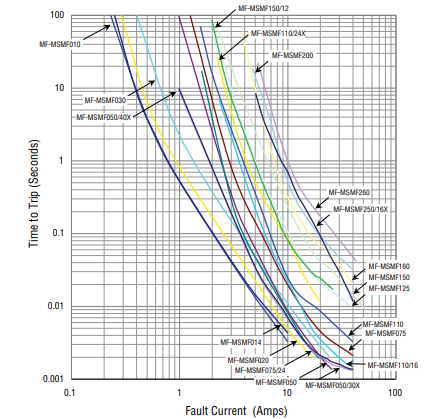 100
MF-MSMF150/12
MF-MSMF110/24X
MF-MSMF010
MF-MSMF200
10
MF-MSMF030
MF-MSMF050/40X
Time to Trip (Seconds)
1
MF-MSMF260
MF-MSMF250/16X
0.1
MF-MSMF160
MF-MSMF150
MF-MSMF125
0.01
MF-MSMF110
MF-MSMF075
MF-MSMF014
MF-MSMF020
MF-MSMF110/16
MF-MSMF075/24
0.001
MF-MSMF050
MF-MSMF050/30X
0.1
1
10
100
Fault Current (Amps)